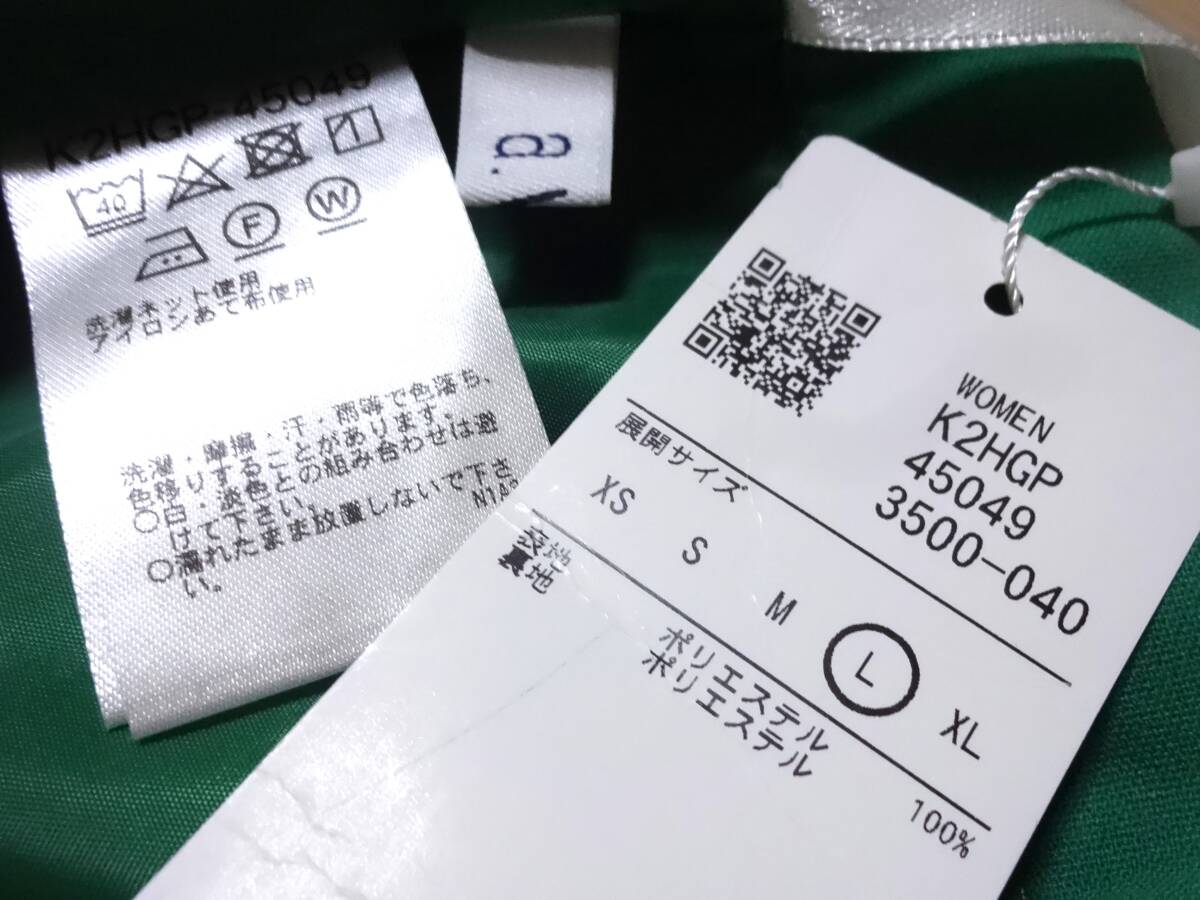 K2HGP-45049
40
F
W
洗濯ネット使用
アイロンあて布使用
洗濯・摩擦・汗・雨等で色落ち、
色移りすることがあります。
○白・淡色との組み合わせは避
けて下さい。
○濡れたまま放置しないで下さ
い。
a.
WOMEN
K2HGP
45049
3500-040
展開サイズ
XS S M L XL
表地 ポリエステル 100%
裏地 ポリエステル